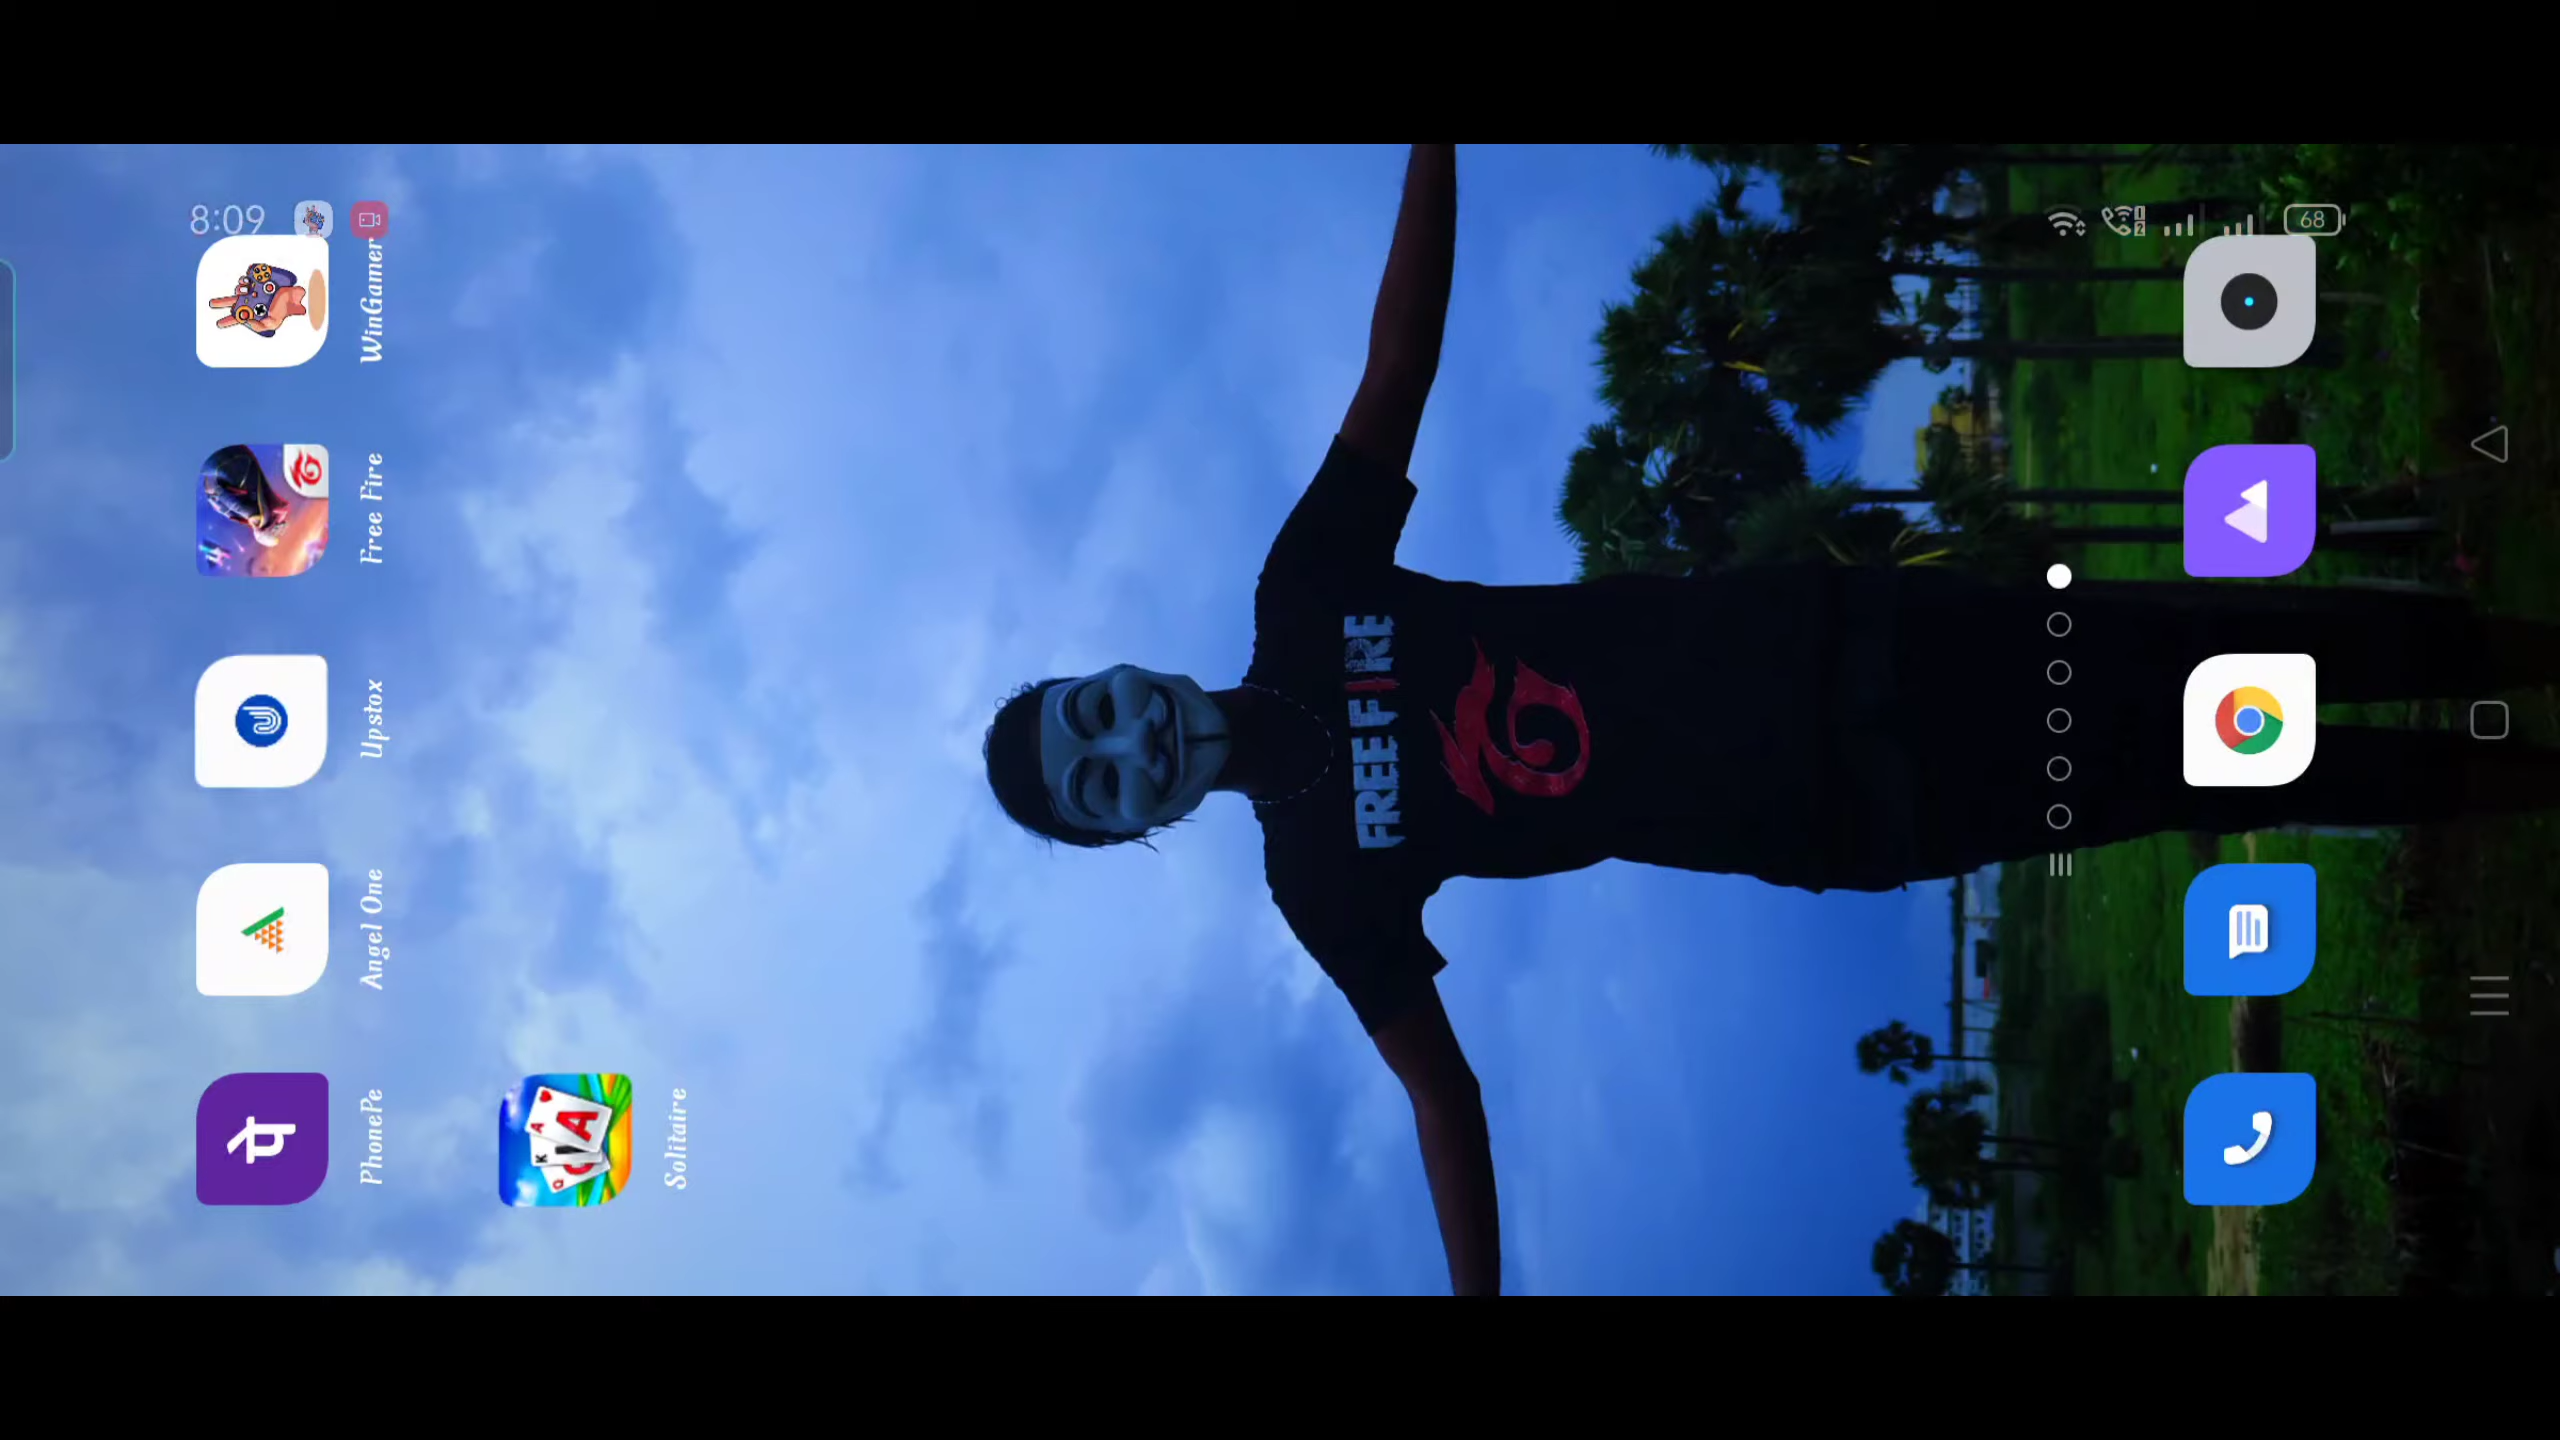 8:09
68
PhonePe
Angel One
Upstox
Free Fire
WinGamer
Solitaire
FREE FIRE